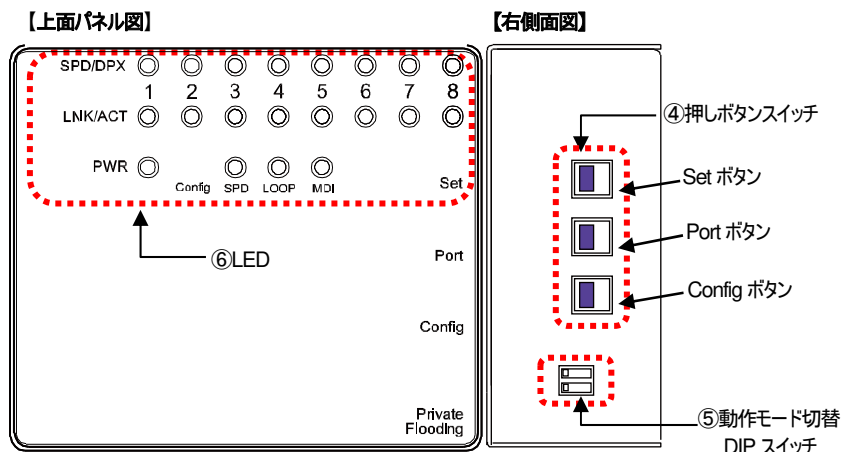 【上面パネル図】
SPD/DPX
1 2 3 4 5 6 7 8
LNK/ACT
PWR
Config SPD LOOP MDI
Set
⑥LED
Port
Config
Private
Flooding
【右側面図】
④押しボタンスイッチ
Set ボタン
Port ボタン
Config ボタン
⑤動作モード切替
DIP スイッチ